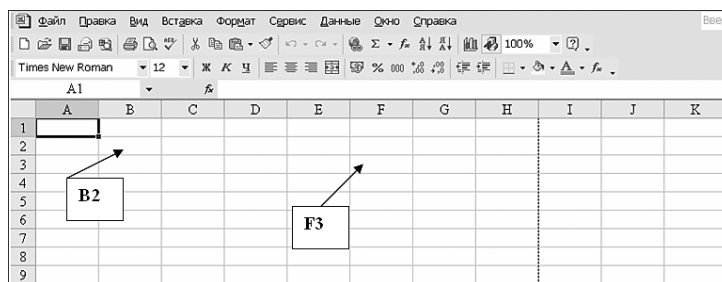 Файл Правка Вид Вставка Формат Сервис Данные Окно Справка
100%
Times New Roman 12 Ж К Ч % 000
A1 fx
A B C D E F G H I J K
1
2
3
4
B2
5
6
F3
7
8
9